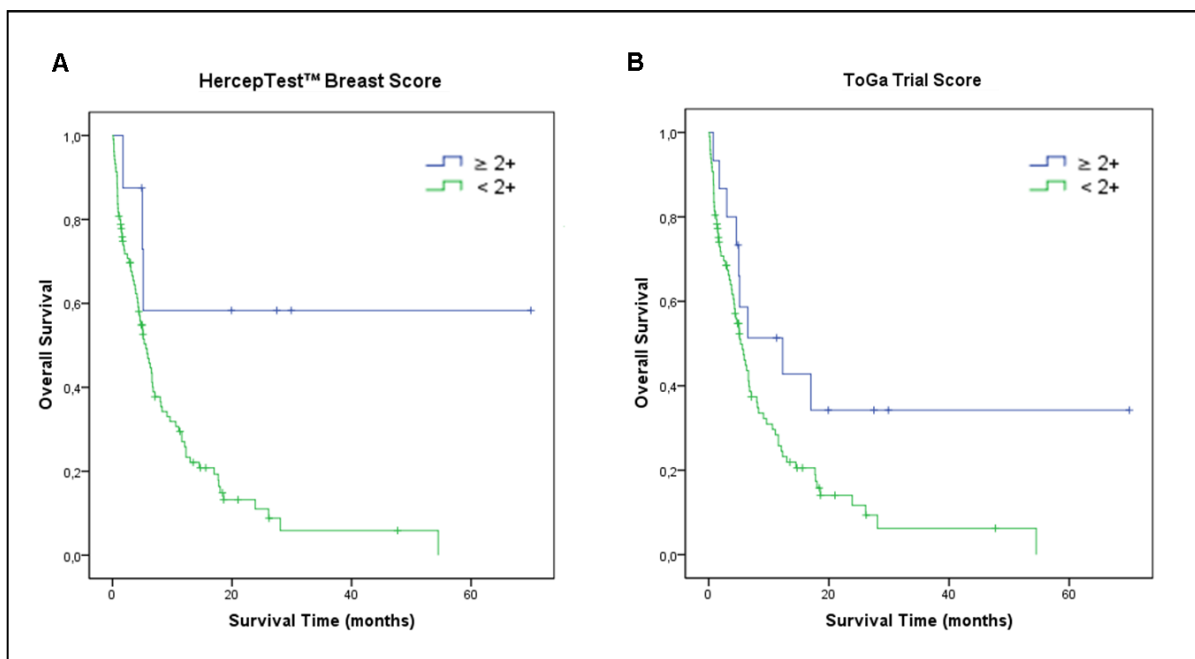 A
HercepTest™ Breast Score
≥ 2+
< 2+
1,0
0,8
0,6
0,4
0,2
0,0
Overall Survival
0 20 40 60
Survival Time (months)
B
ToGa Trial Score
≥ 2+
< 2+
1,0
0,8
0,6
0,4
0,2
0,0
Overall Survival
0 20 40 60
Survival Time (months)